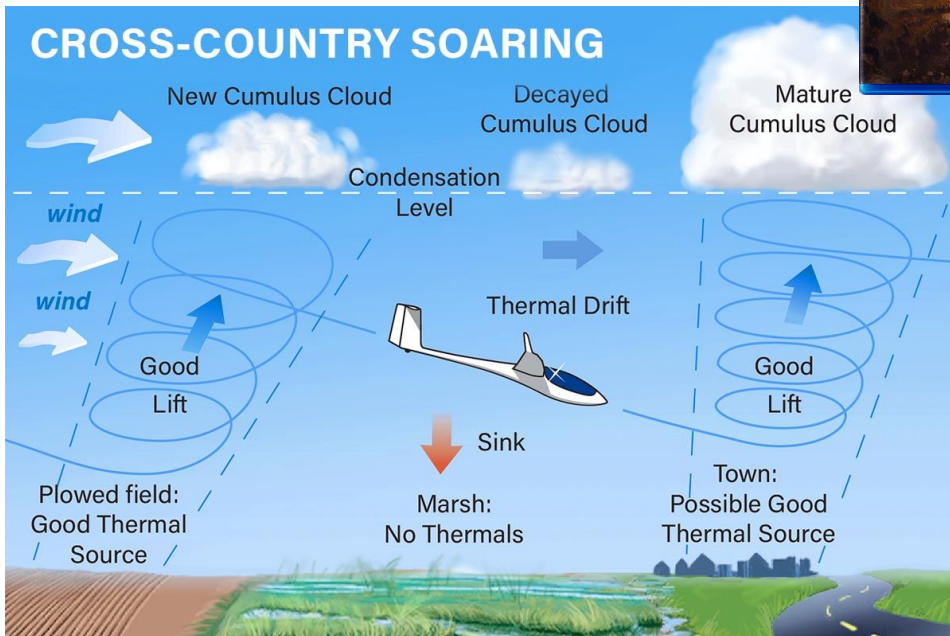 CROSS-COUNTRY SOARING
New Cumulus Cloud
Decayed
Cumulus Cloud
Mature
Cumulus Cloud
Condensation
Level
wind
wind
Thermal Drift
Good
Lift
Good
Lift
Sink
Plowed field:
Good Thermal
Source
Marsh:
No Thermals
Town:
Possible Good
Thermal Source